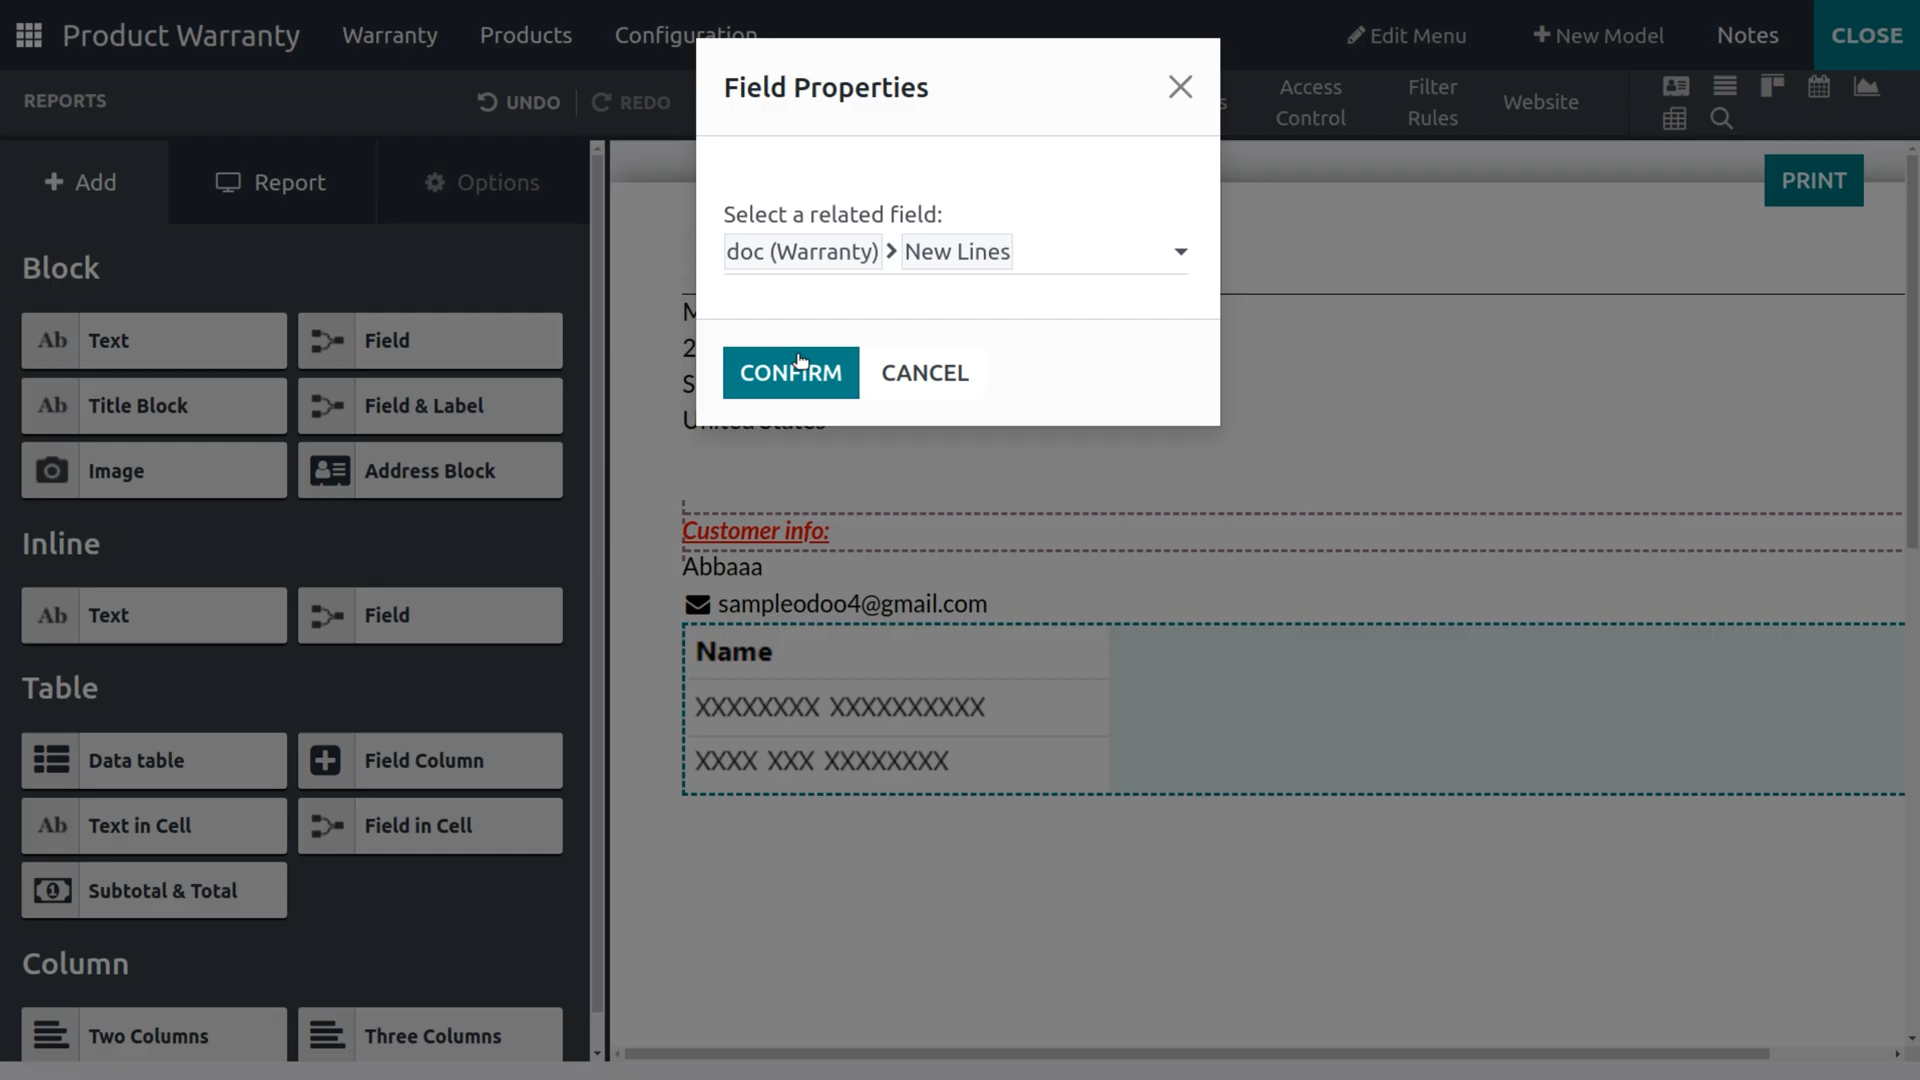 Product Warranty Warranty Products Configuration Edit Menu New Model Notes CLOSE
REPORTS UNDO REDO Access Control Filter Rules Website
Add Report Options
Field Properties
Select a related field:
doc (Warranty) New Lines
CONFIRM CANCEL
PRINT
Block
Text Field
Title Block Field & Label
Image Address Block
Inline
Text Field
Table
Data table Field Column
Text in Cell Field in Cell
Subtotal & Total
Column
Two Columns Three Columns
Customer info:
Abbaaa
sampleodoo4@gmail.com
Name
XXXXXXXX XXXXXXXXXX
XXXX XXX XXXXXXXX